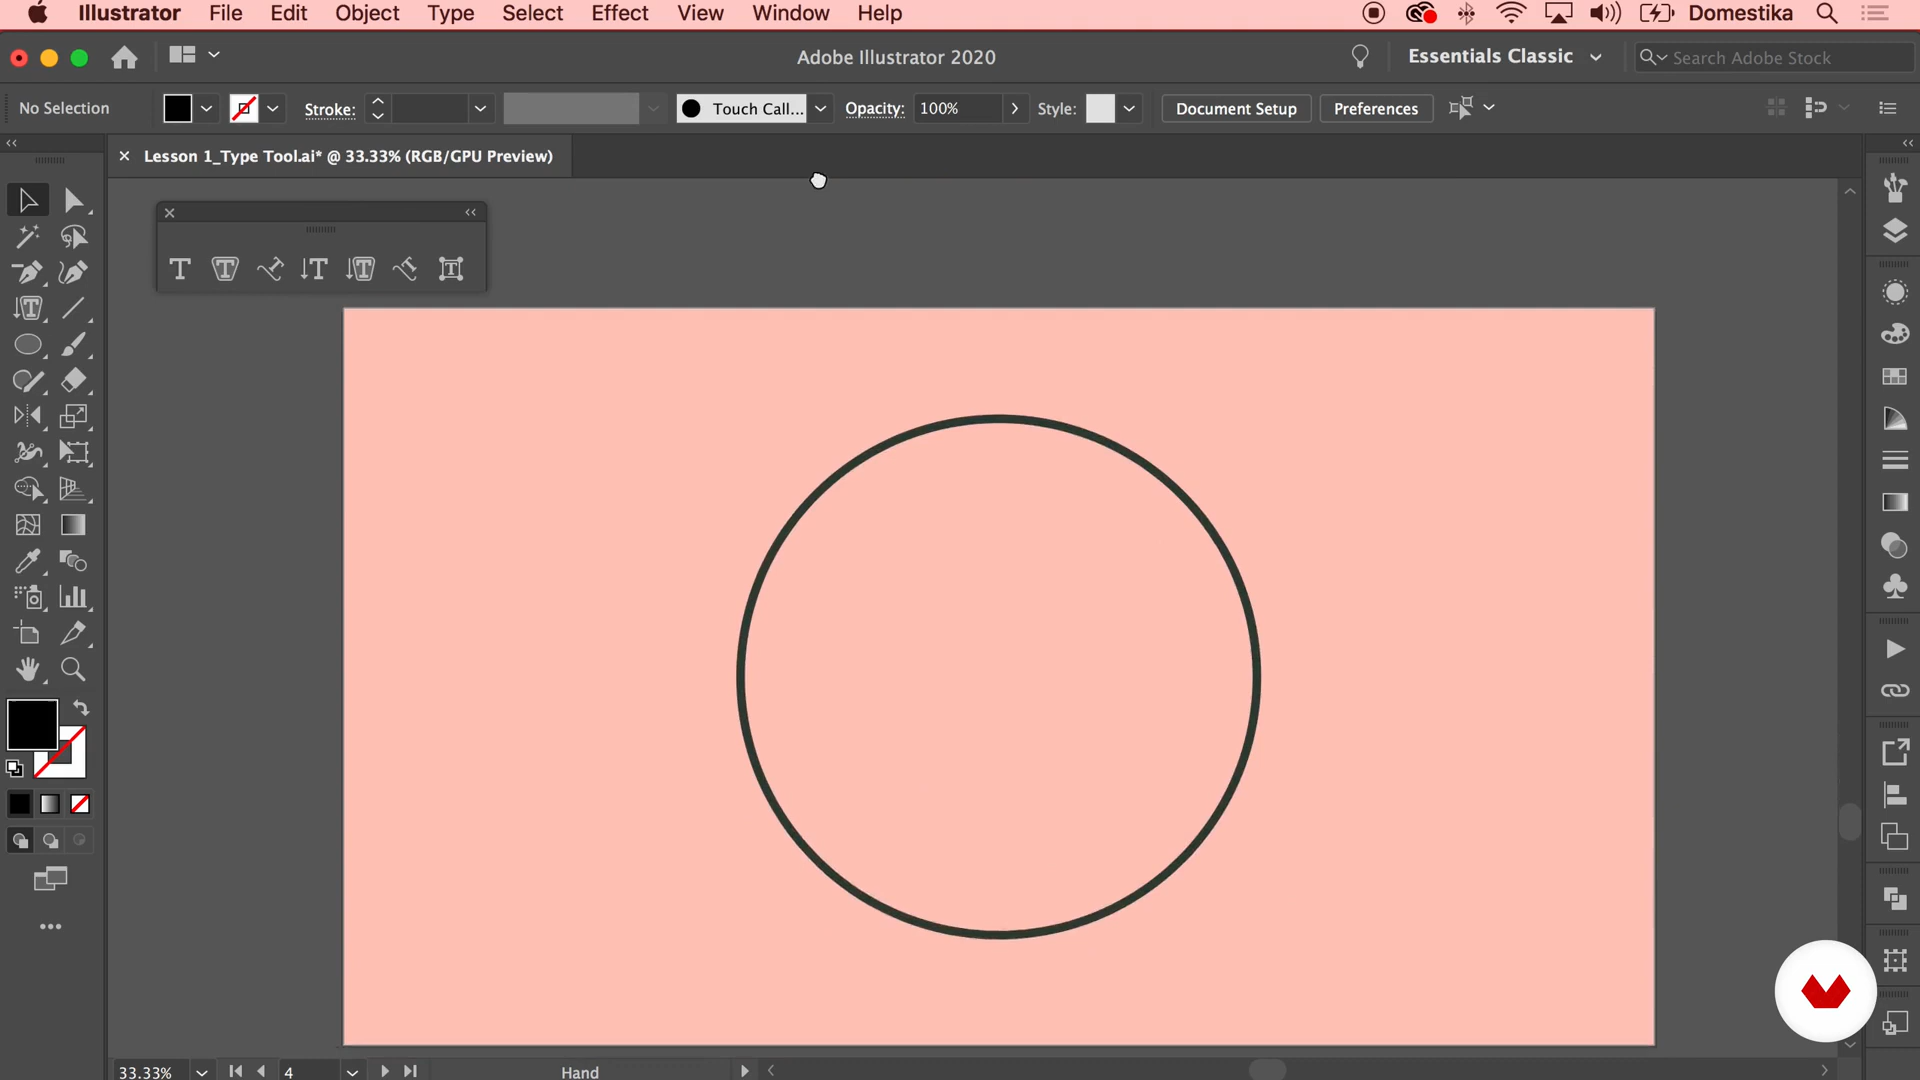 Illustrator File Edit Object Type Select Effect View Window Help Domestika
Adobe Illustrator 2020 Essentials Classic Search Adobe Stock
No Selection Stroke: Touch Call... Opacity: 100% Style: Document Setup Preferences
Lesson 1_Type Tool.ai* @ 33.33% (RGB/GPU Preview)
33.33% 4 Hand